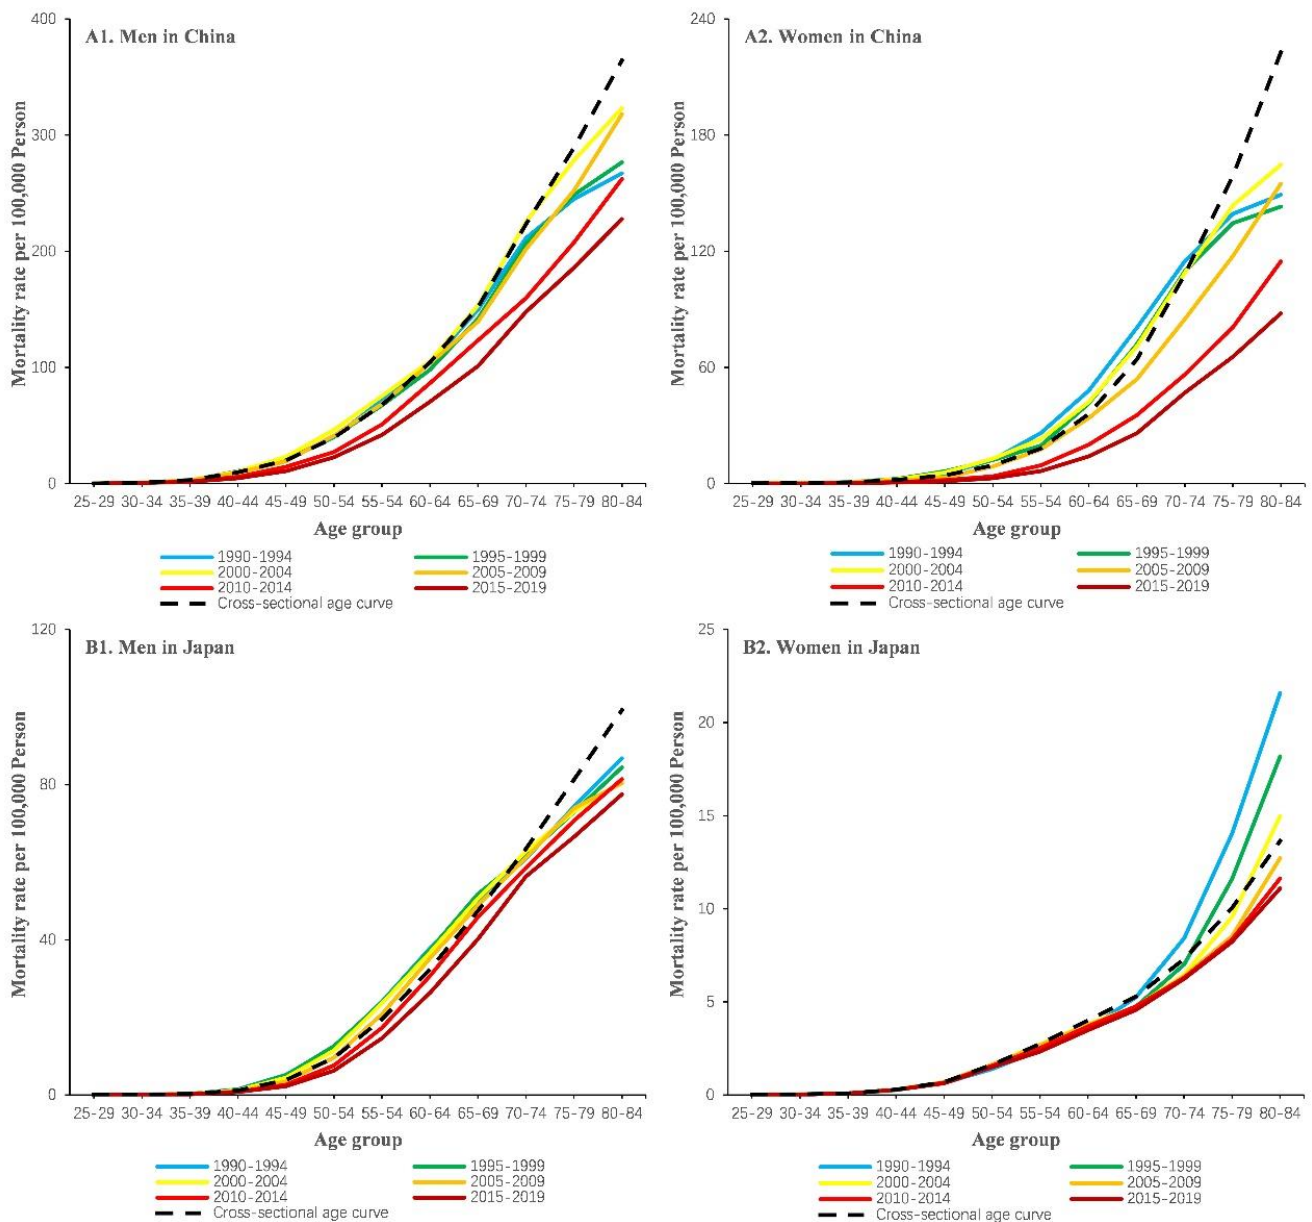 A1. Men in China
Mortality rate per 100,000 Person
400
300
200
100
0
25-29 30-34 35-39 40-44 45-49 50-54 55-54 60-64 65-69 70-74 75-79 80-84
Age group
1990-1994 1995-1999
2000-2004 2005-2009
2010-2014 2015-2019
Cross-sectional age curve
A2. Women in China
Mortality rate per 100,000 Person
240
180
120
60
0
25-29 30-34 35-39 40-44 45-49 50-54 55-54 60-64 65-69 70-74 75-79 80-84
Age group
1990-1994 1995-1999
2000-2004 2005-2009
2010-2014 2015-2019
Cross-sectional age curve
B1. Men in Japan
Mortality rate per 100,000 Person
120
80
40
0
25-29 30-34 35-39 40-44 45-49 50-54 55-54 60-64 65-69 70-74 75-79 80-84
Age group
1990-1994 1995-1999
2000-2004 2005-2009
2010-2014 2015-2019
Cross-sectional age curve
B2. Women in Japan
Mortality rate per 100,000 Person
25
20
15
10
5
0
25-29 30-34 35-39 40-44 45-49 50-54 55-54 60-64 65-69 70-74 75-79 80-84
Age group
1990-1994 1995-1999
2000-2004 2005-2009
2010-2014 2015-2019
Cross-sectional age curve